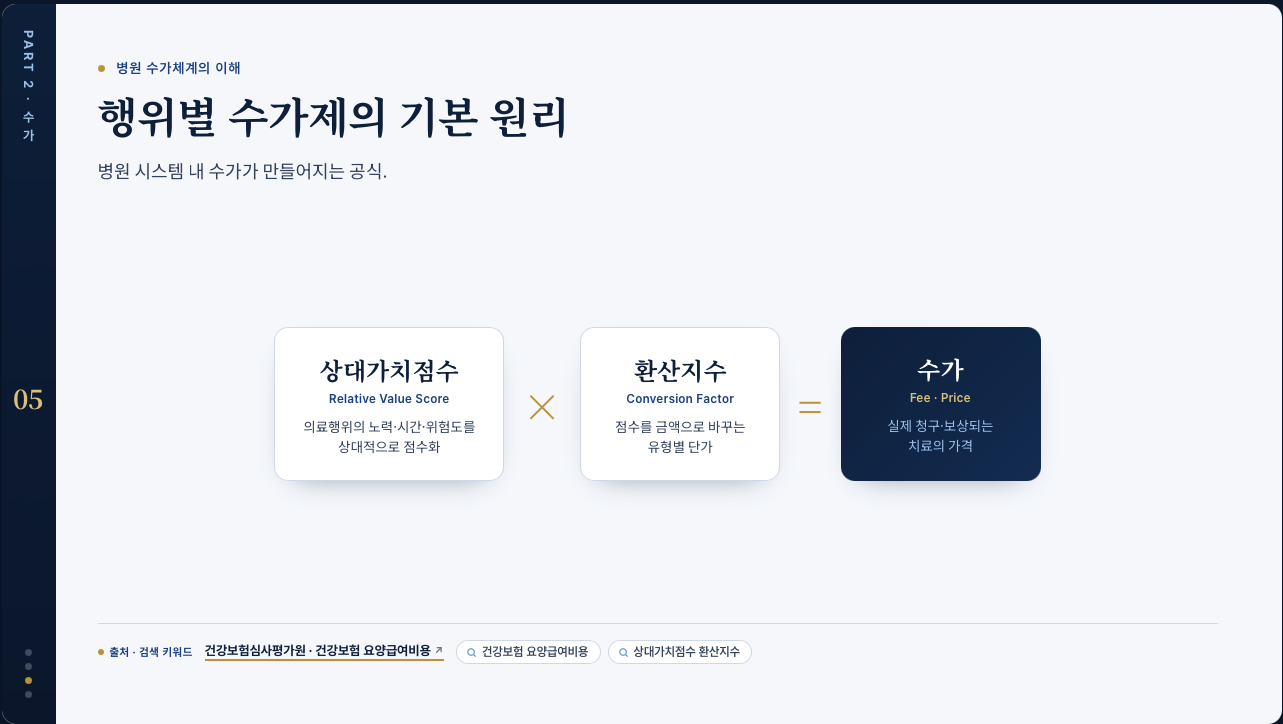 PART 2 · 수가
05
병원 수가체계의 이해
행위별 수가제의 기본 원리
병원 시스템 내 수가가 만들어지는 공식.
상대가치점수
Relative Value Score
의료행위의 노력·시간·위험도를
상대적으로 점수화
×
환산지수
Conversion Factor
점수를 금액으로 바꾸는
유형별 단가
=
수가
Fee · Price
실제 청구·보상되는
치료의 가격
출처 · 검색 키워드 건강보험심사평가원 · 건강보험 요양급여비용 ↗ 건강보험 요양급여비용 상대가치점수 환산지수